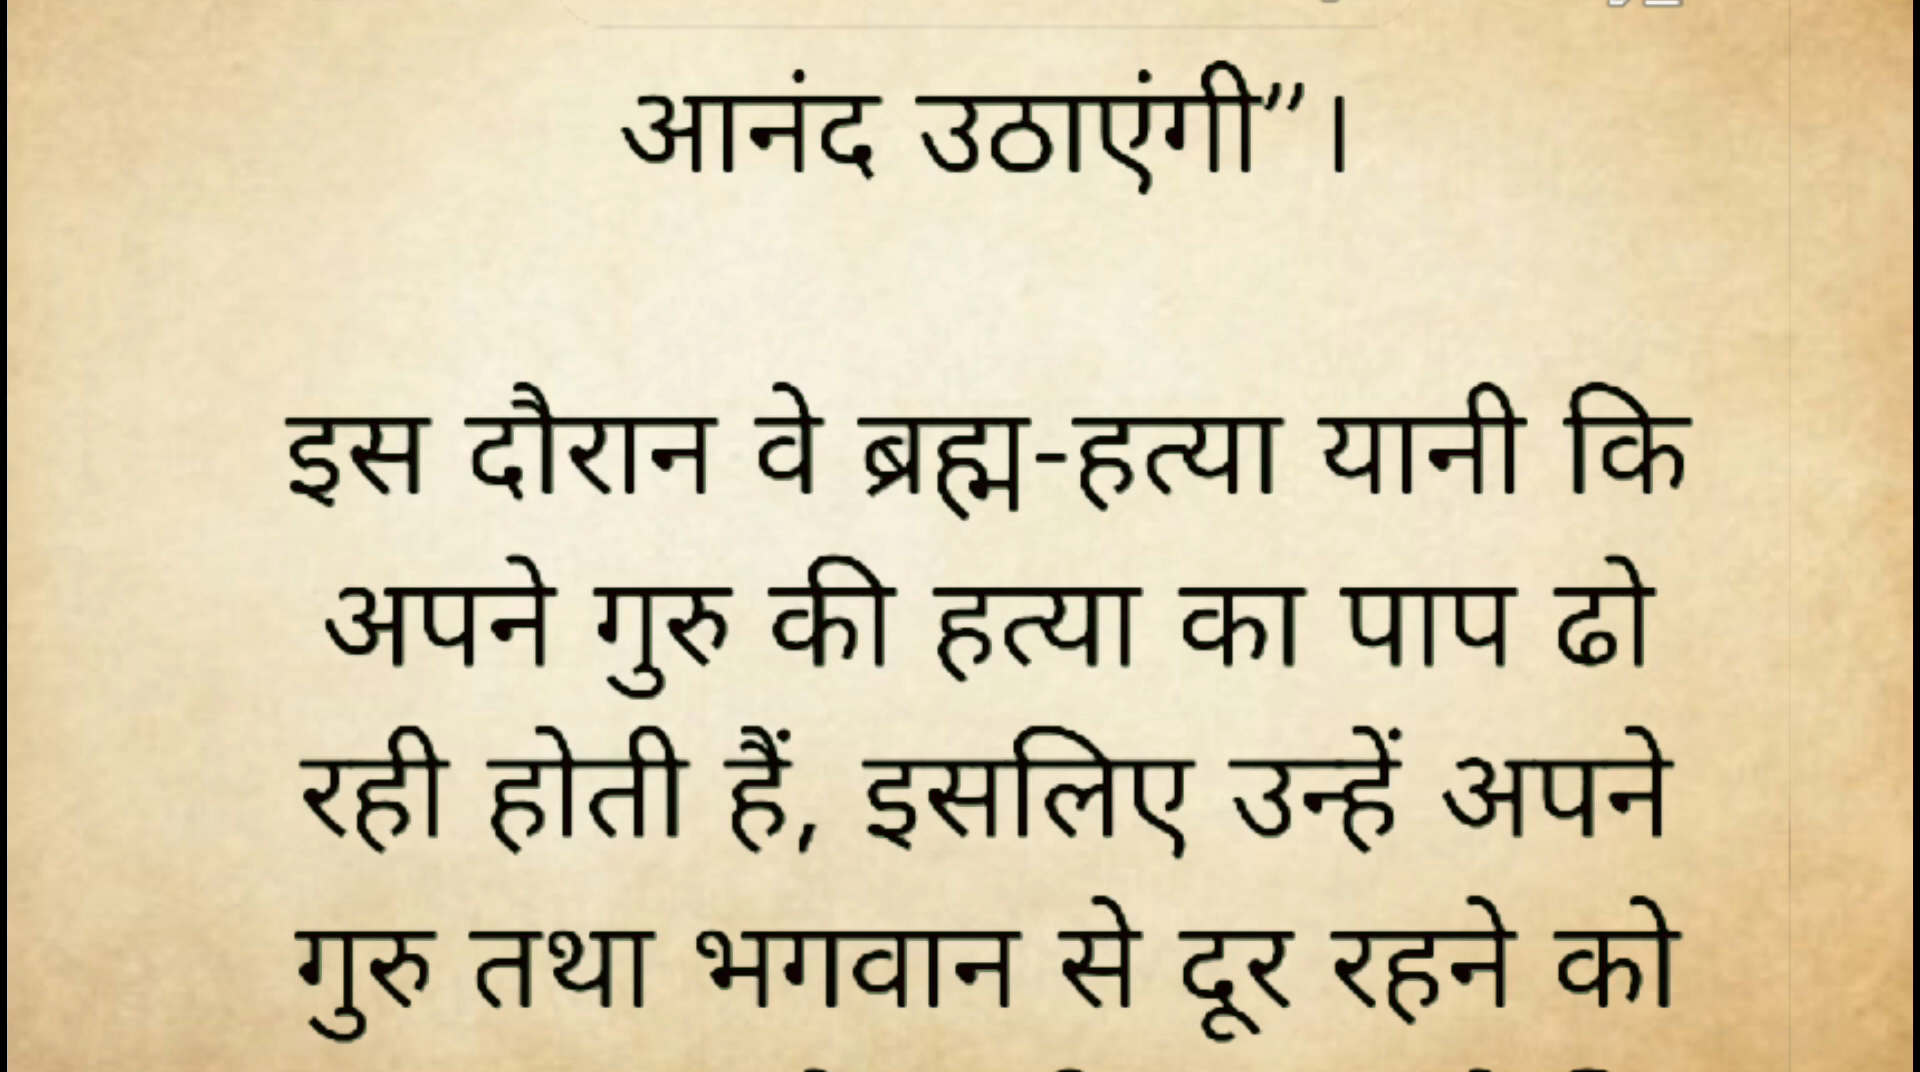 आनंद उठाएंगी”।
इस दौरान वे ब्रह्म-हत्या यानी कि
अपने गुरु की हत्या का पाप ढो
रही होती हैं, इसलिए उन्हें अपने
गुरु तथा भगवान से दूर रहने को